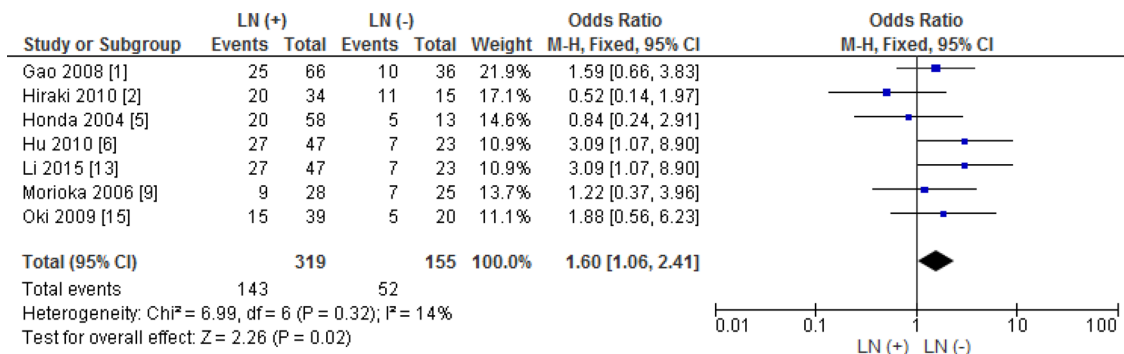 LN (+) LN (-) Odds Ratio Odds Ratio
Study or Subgroup Events Total Events Total Weight M-H, Fixed, 95% CI M-H, Fixed, 95% CI
Gao 2008 [1] 25 66 10 36 21.9% 1.59 [0.66, 3.83]
Hiraki 2010 [2] 20 34 11 15 17.1% 0.52 [0.14, 1.97]
Honda 2004 [5] 20 58 5 13 14.6% 0.84 [0.24, 2.91]
Hu 2010 [6] 27 47 7 23 10.9% 3.09 [1.07, 8.90]
Li 2015 [13] 27 47 7 23 10.9% 3.09 [1.07, 8.90]
Morioka 2006 [9] 9 28 7 25 13.7% 1.22 [0.37, 3.96]
Oki 2009 [15] 15 39 5 20 11.1% 1.88 [0.56, 6.23]
Total (95% CI) 319 155 100.0% 1.60 [1.06, 2.41]
Total events 143 52
Heterogeneity: Chi² = 6.99, df = 6 (P = 0.32); I² = 14%
Test for overall effect: Z = 2.26 (P = 0.02)
0.01 0.1 1 10 100
LN (+) LN (-)